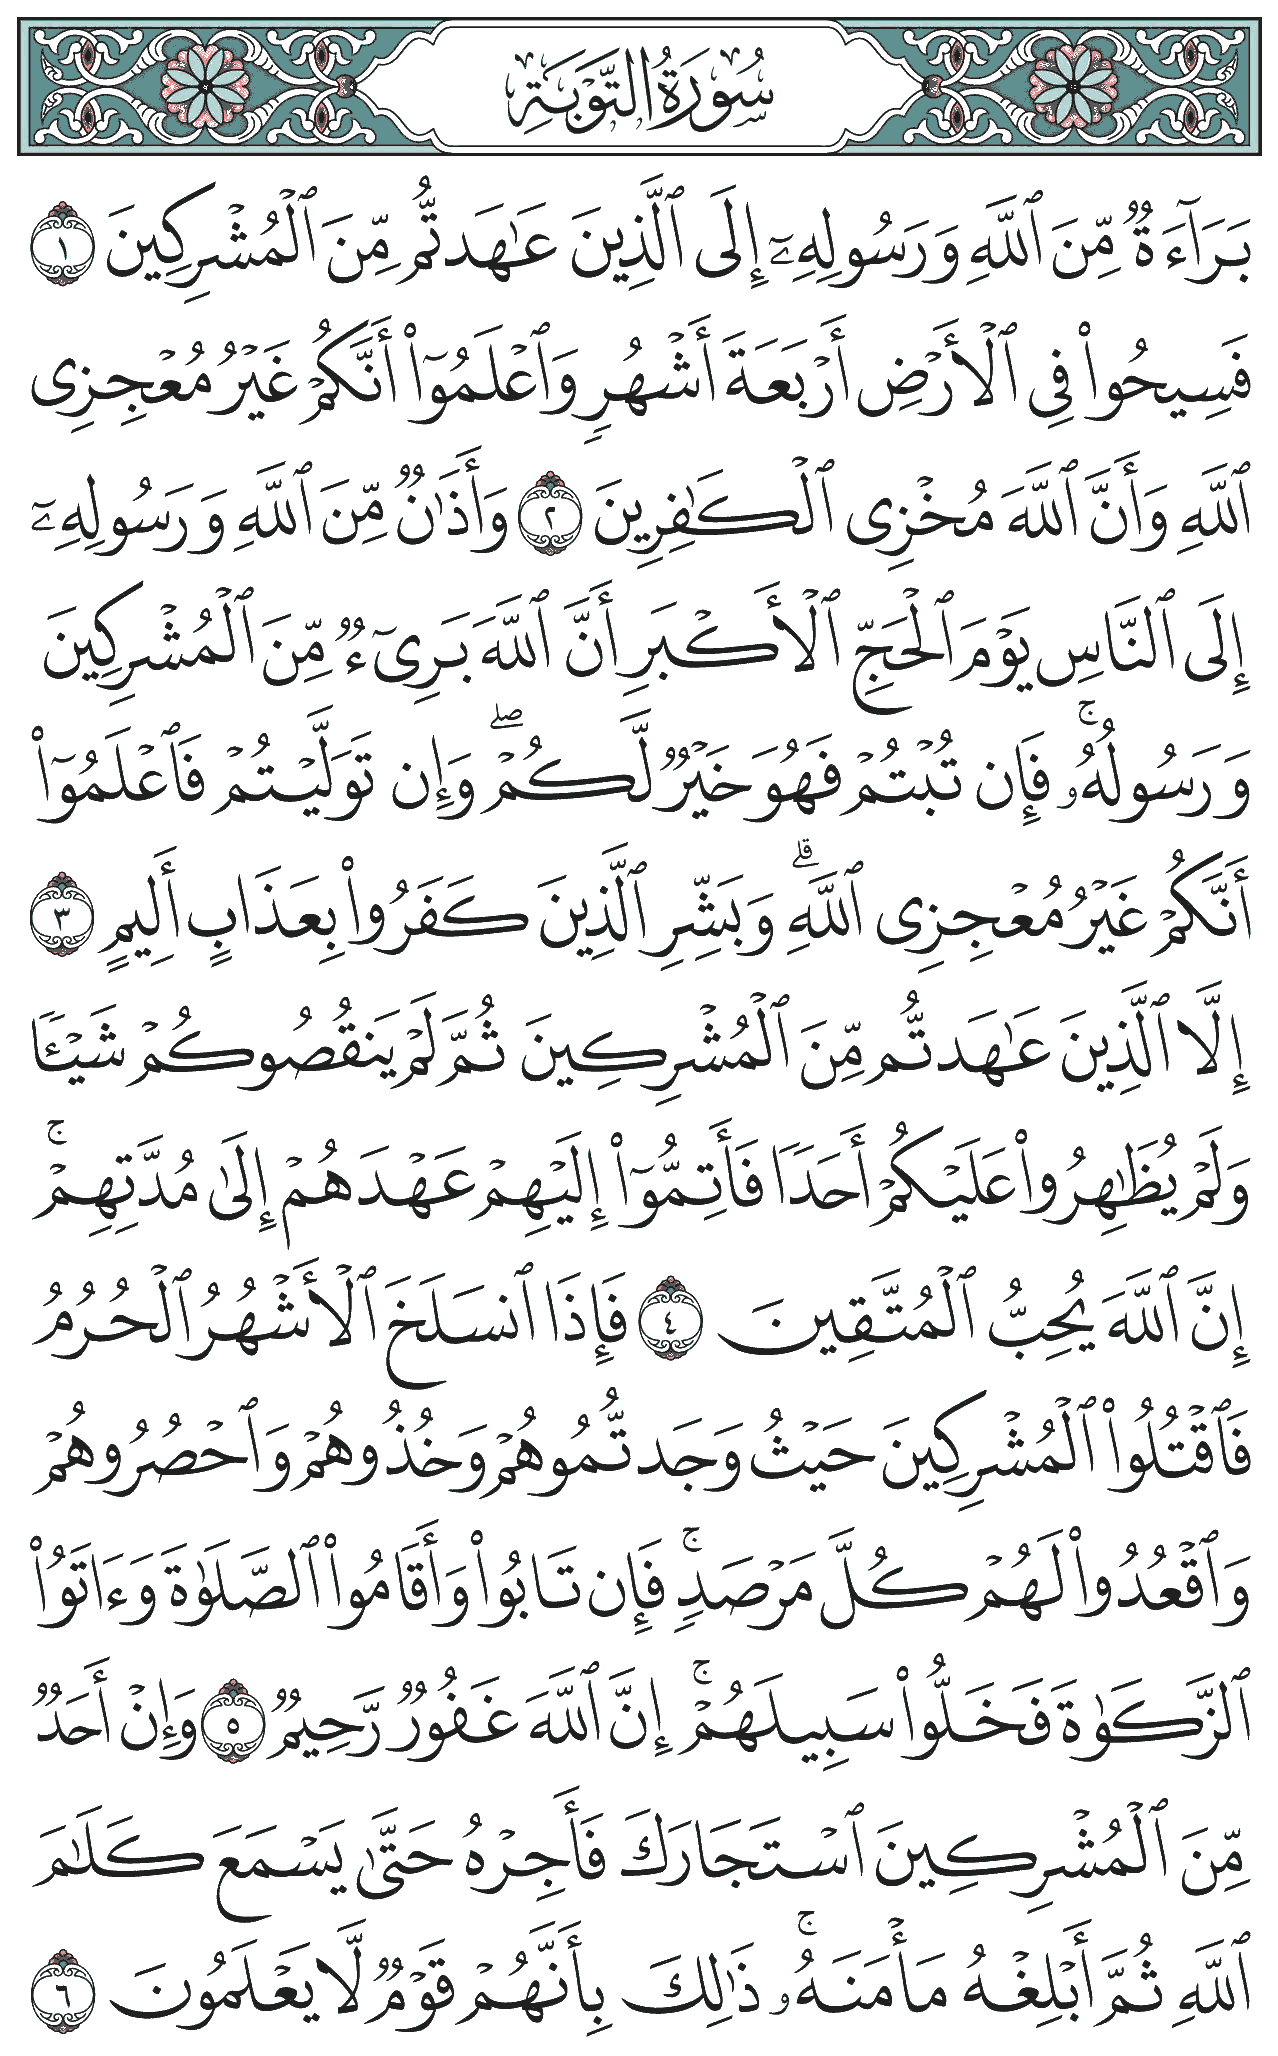 سُورَةُ التَّوۡبَةِ
بَرَآءَةٌ مِّنَ ٱللَّهِ وَرَسُولِهِۦٓ إِلَى ٱلَّذِينَ عَٰهَدتُّم مِّنَ ٱلۡمُشۡرِكِينَ ١
فَسِيحُواْ فِي ٱلۡأَرۡضِ أَرۡبَعَةَ أَشۡهُرٖ وَٱعۡلَمُوٓاْ أَنَّكُمۡ غَيۡرُ مُعۡجِزِي
ٱللَّهِ وَأَنَّ ٱللَّهَ مُخۡزِي ٱلۡكَٰفِرِينَ ٢ وَأَذَٰنٞ مِّنَ ٱللَّهِ وَرَسُولِهِۦٓ
إِلَى ٱلنَّاسِ يَوۡمَ ٱلۡحَجِّ ٱلۡأَكۡبَرِ أَنَّ ٱللَّهَ بَرِيٓءٞ مِّنَ ٱلۡمُشۡرِكِينَ
وَرَسُولُهُۥۚ فَإِن تُبۡتُمۡ فَهُوَ خَيۡرٞ لَّكُمۡۖ وَإِن تَوَلَّيۡتُمۡ فَٱعۡلَمُوٓاْ
أَنَّكُمۡ غَيۡرُ مُعۡجِزِي ٱللَّهِۗ وَبَشِّرِ ٱلَّذِينَ كَفَرُواْ بِعَذَابٍ أَلِيمٍ ٣
إِلَّا ٱلَّذِينَ عَٰهَدتُّم مِّنَ ٱلۡمُشۡرِكِينَ ثُمَّ لَمۡ يَنقُصُوكُمۡ شَيۡـٔٗا
وَلَمۡ يُظَٰهِرُواْ عَلَيۡكُمۡ أَحَدٗا فَأَتِمُّوٓاْ إِلَيۡهِمۡ عَهۡدَهُمۡ إِلَىٰ مُدَّتِهِمۡۚ
إِنَّ ٱللَّهَ يُحِبُّ ٱلۡمُتَّقِينَ ٤ فَإِذَا ٱنسَلَخَ ٱلۡأَشۡهُرُ ٱلۡحُرُمُ
فَٱقۡتُلُواْ ٱلۡمُشۡرِكِينَ حَيۡثُ وَجَدتُّمُوهُمۡ وَخُذُوهُمۡ وَٱحۡصُرُوهُمۡ
وَٱقۡعُدُواْ لَهُمۡ كُلَّ مَرۡصَدٖۚ فَإِن تَابُواْ وَأَقَامُواْ ٱلصَّلَوٰةَ وَءَاتَوُاْ
ٱلزَّكَوٰةَ فَخَلُّواْ سَبِيلَهُمۡۚ إِنَّ ٱللَّهَ غَفُورٞ رَّحِيمٞ ٥ وَإِنۡ أَحَدٞ
مِّنَ ٱلۡمُشۡرِكِينَ ٱسۡتَجَارَكَ فَأَجِرۡهُ حَتَّىٰ يَسۡمَعَ كَلَٰمَ
ٱللَّهِ ثُمَّ أَبۡلِغۡهُ مَأۡمَنَهُۥۚ ذَٰلِكَ بِأَنَّهُمۡ قَوۡمٞ لَّا يَعۡلَمُونَ ٦